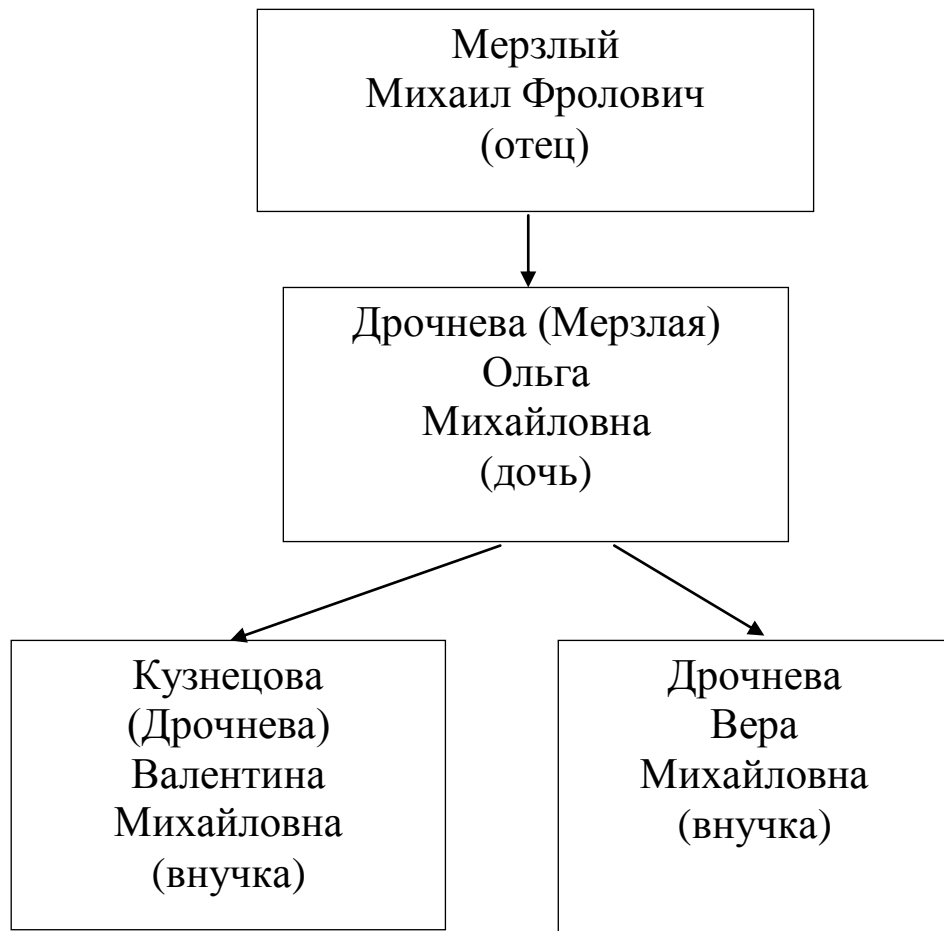 Мерзлый
Михаил Фролович
(отец)
Дрочнева (Мерзлая)
Ольга
Михайловна
(дочь)
Кузнецова
(Дрочнева)
Валентина
Михайловна
(внучка)
Дрочнева
Вера
Михайловна
(внучка)